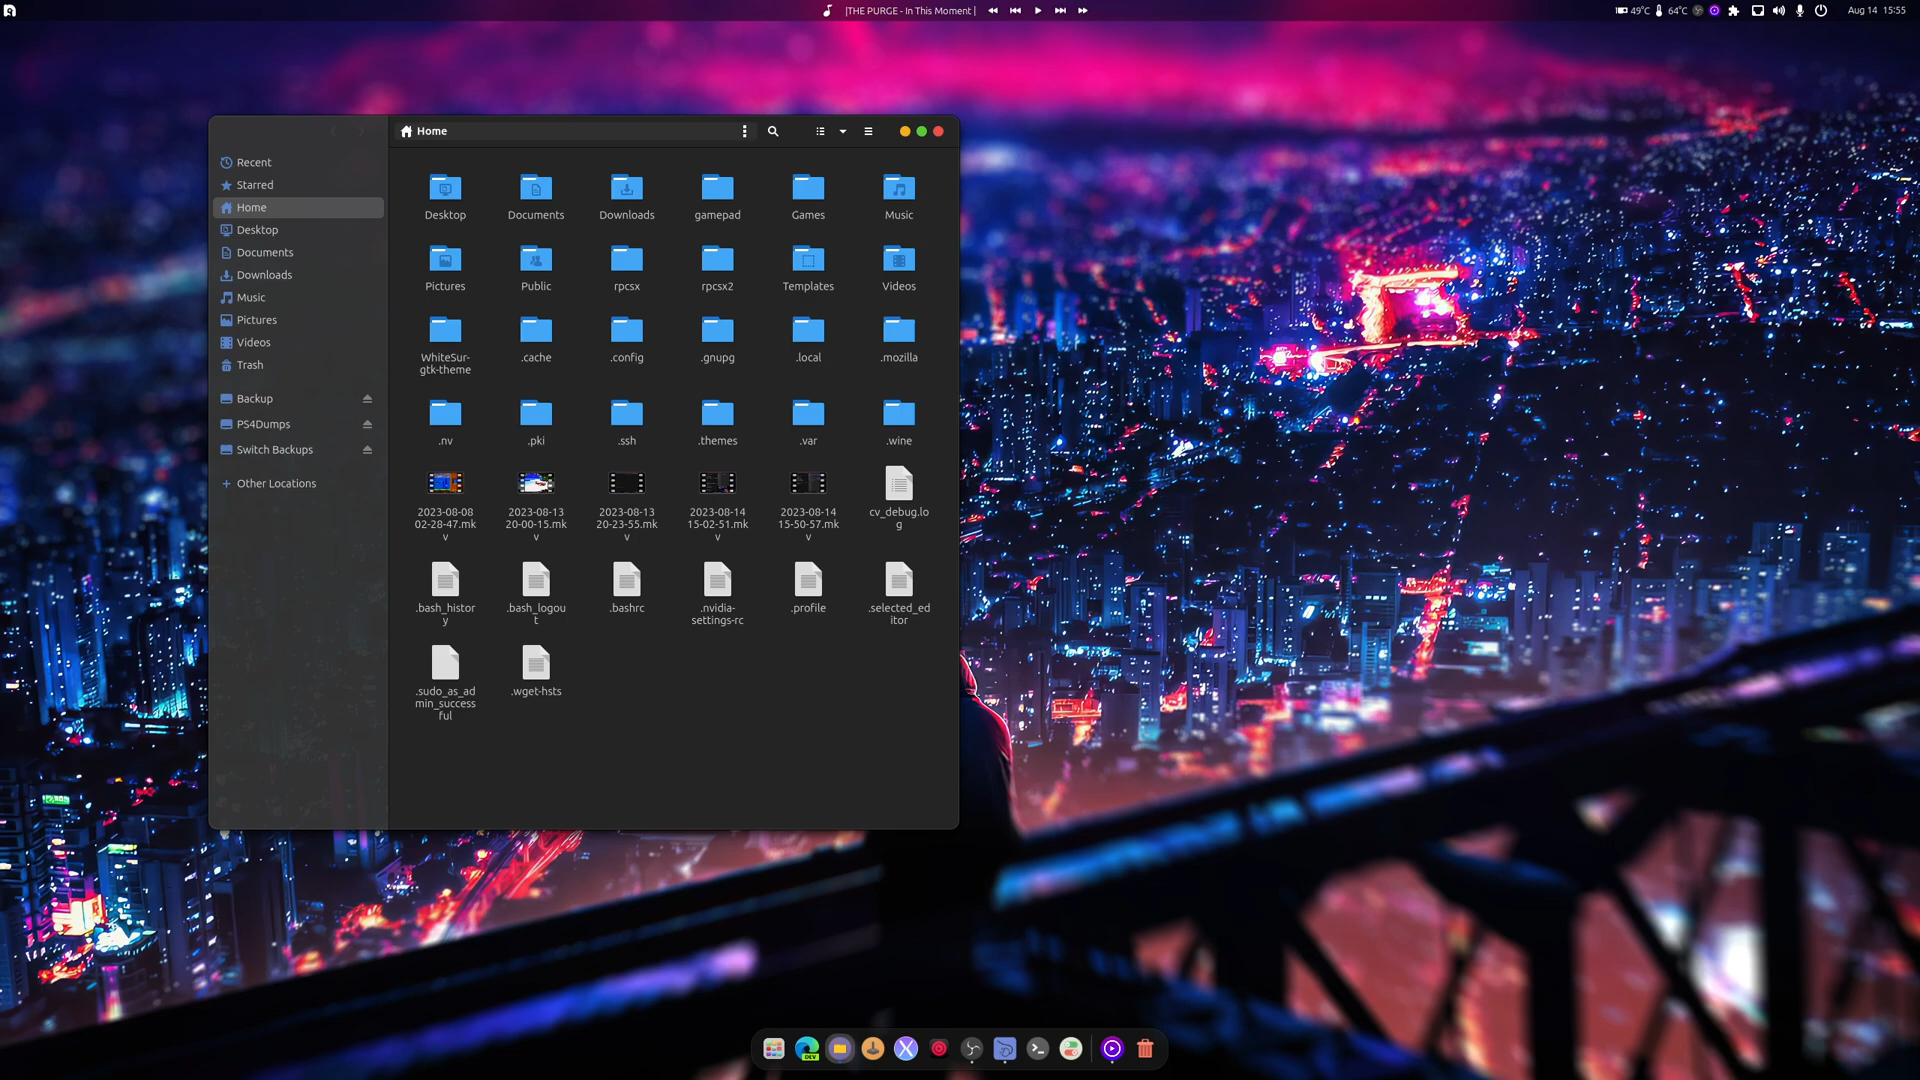 |THE PURGE - In This Moment |
49°C
64°C
Aug 14 15:55
Home
Recent
Starred
Home
Desktop
Documents
Downloads
Music
Pictures
Videos
Trash
Backup
PS4Dumps
Switch Backups
Other Locations
Desktop
Documents
Downloads
gamepad
Games
Music
Pictures
Public
rpcsx
rpcsx2
Templates
Videos
WhiteSur-
gtk-theme
.cache
.config
.gnupg
.local
.mozilla
.nv
.pki
.ssh
.themes
.var
.wine
2023-08-08
02-28-47.mk
v
2023-08-13
20-00-15.mk
v
2023-08-13
20-23-55.mk
v
2023-08-14
15-02-51.mk
v
2023-08-14
15-50-57.mk
v
cv_debug.lo
g
.bash_histor
y
.bash_logou
t
.bashrc
.nvidia-
settings-rc
.profile
.selected_ed
itor
.sudo_as_ad
min_success
ful
.wget-hsts
DEV